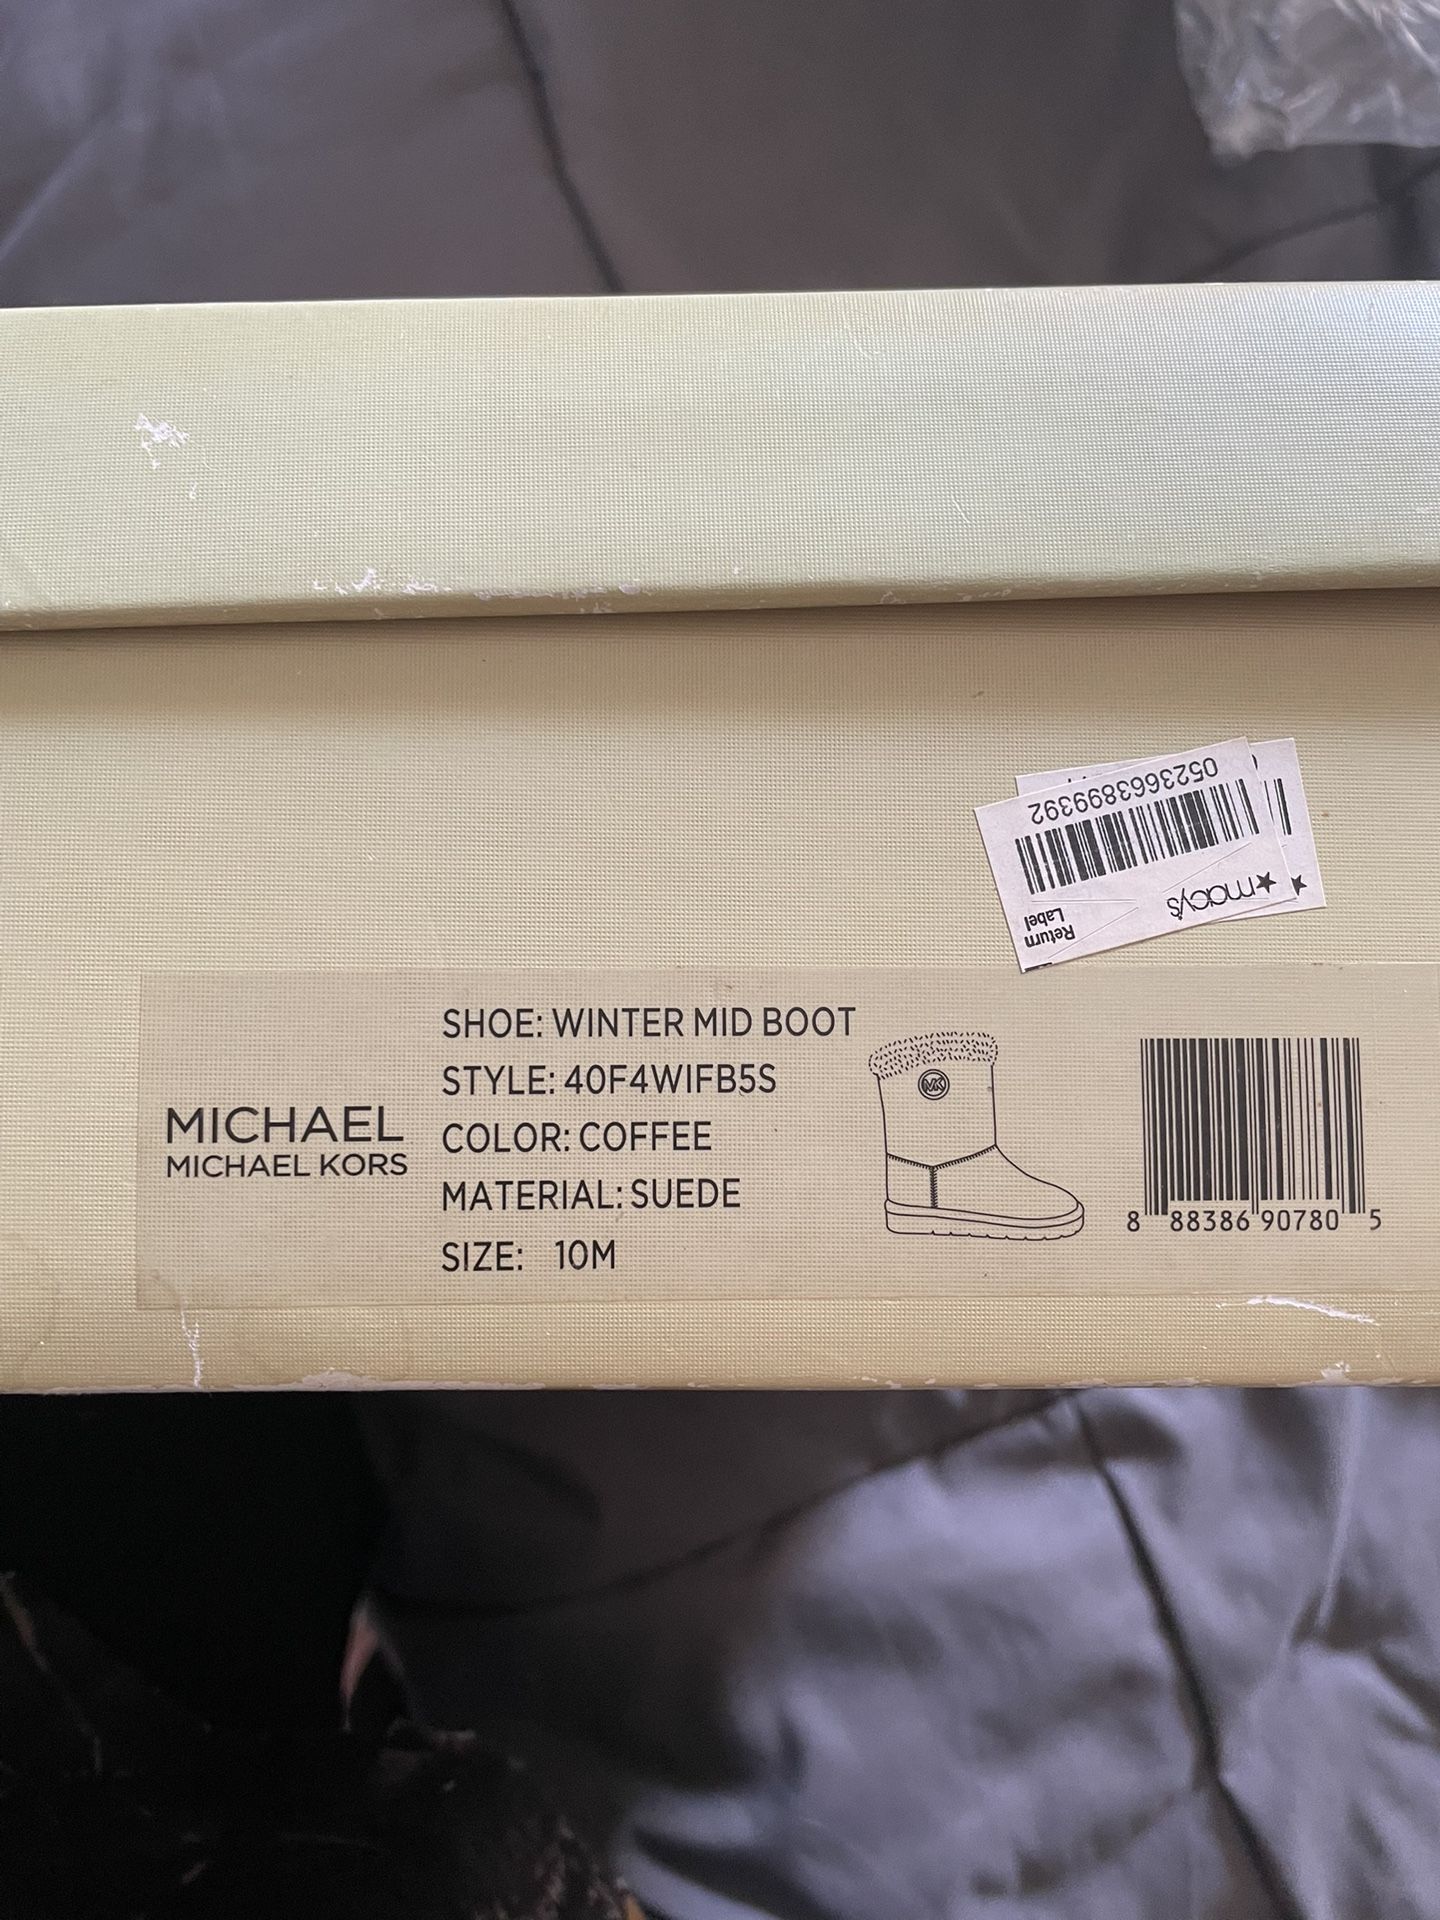 0523663899392
★macy's
Return
Label
MICHAEL
MICHAEL KORS
SHOE: WINTER MID BOOT
STYLE: 40F4WIFB5S
COLOR: COFFEE
MATERIAL: SUEDE
SIZE: 10M
MK
8 88386 90780 5